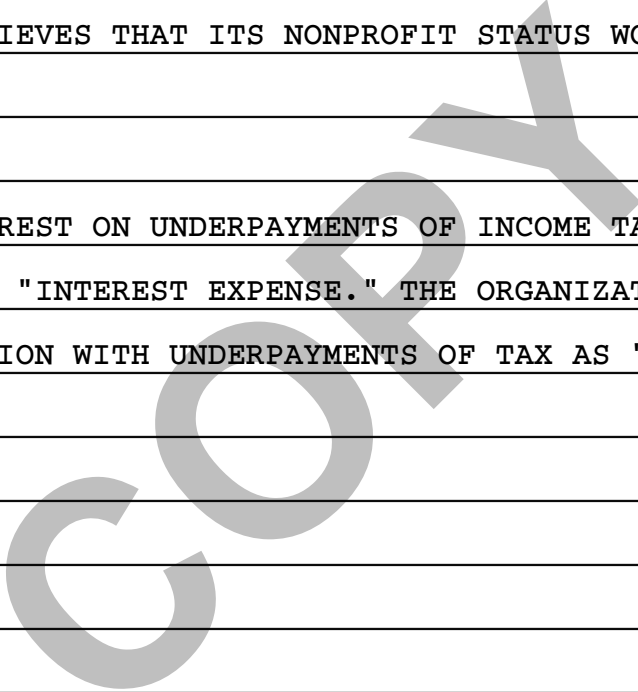 IEVES THAT ITS NONPROFIT STATUS WO
REST ON UNDERPAYMENTS OF INCOME TA
"INTEREST EXPENSE." THE ORGANIZAT
ION WITH UNDERPAYMENTS OF TAX AS "
COPY